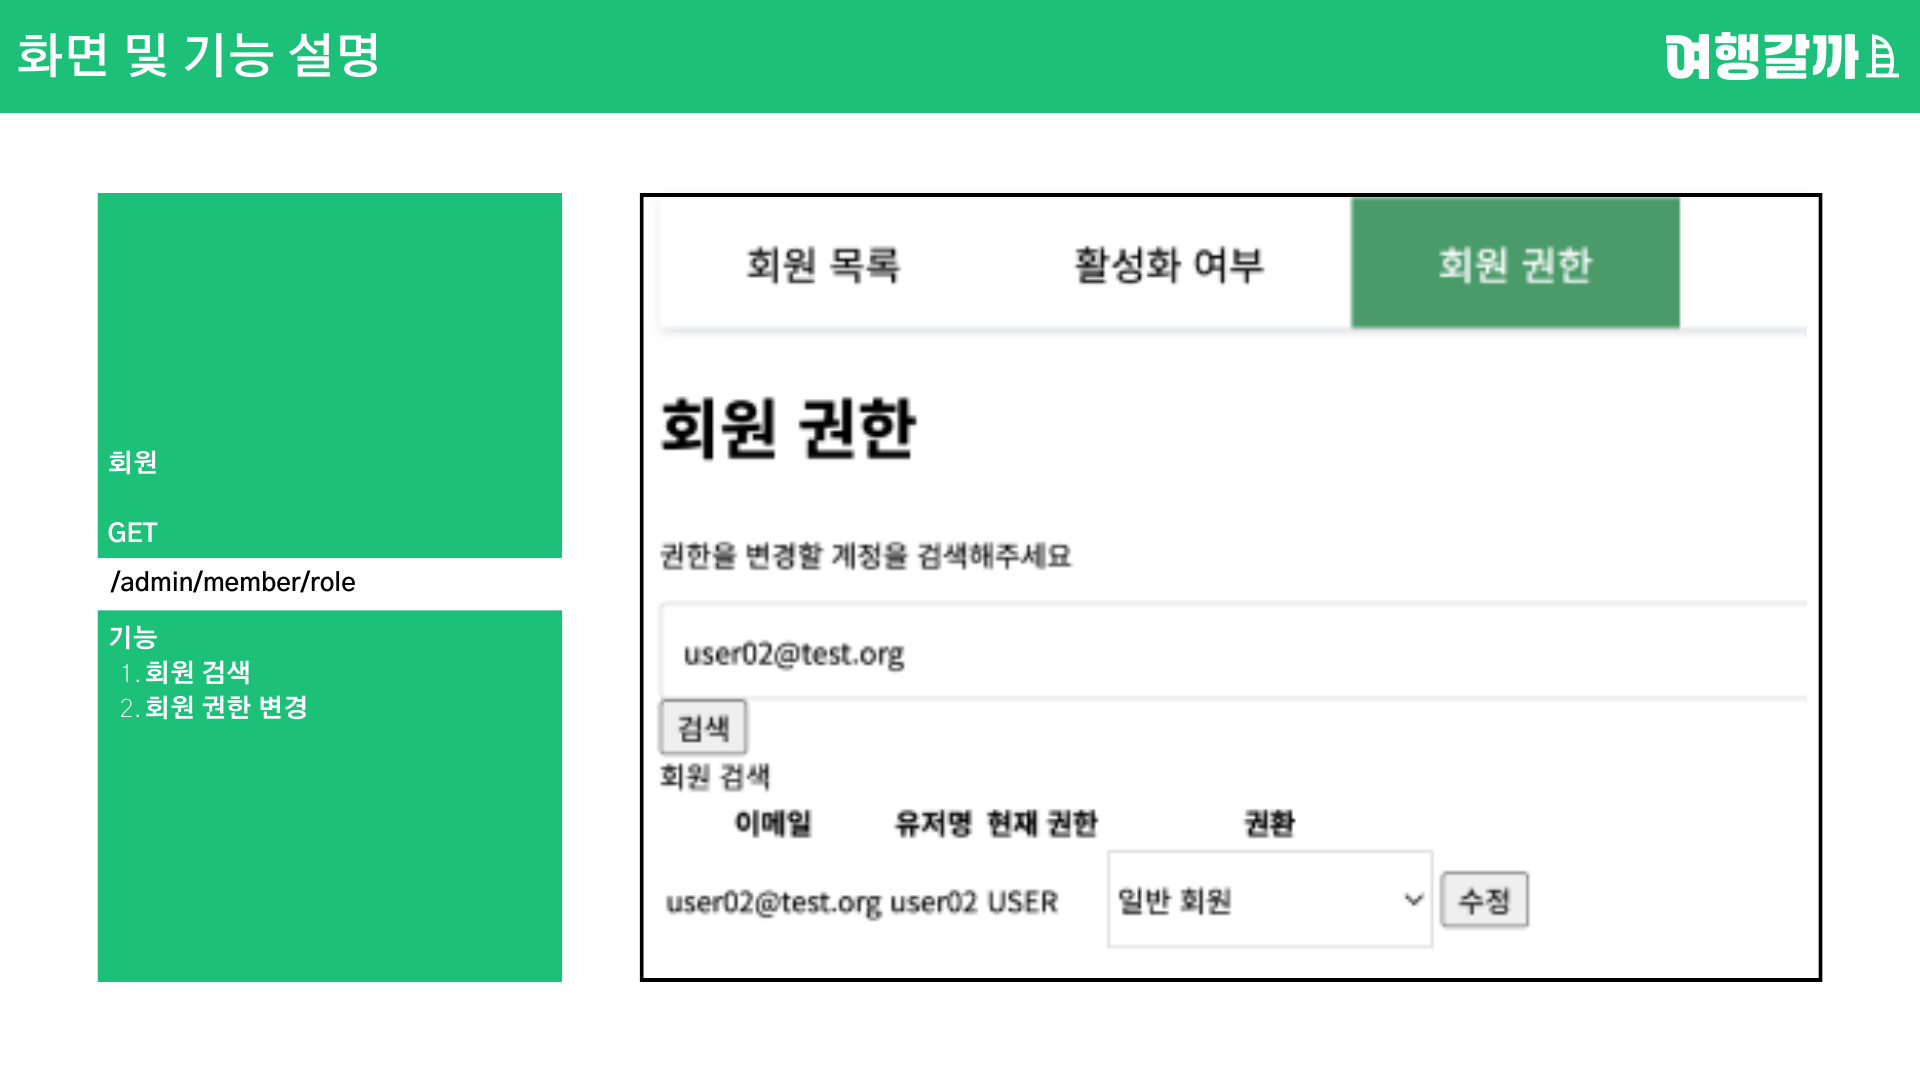 화면 및 기능 설명
여행갈까
회원
GET
/admin/member/role
기능
1. 회원 검색
2. 회원 권한 변경
회원 목록 활성화 여부 회원 권한
회원 권한
권한을 변경할 계정을 검색해주세요
user02@test.org
검색
회원 검색
이메일 유저명 현재 권한 권환
user02@test.org user02 USER 일반 회원 수정